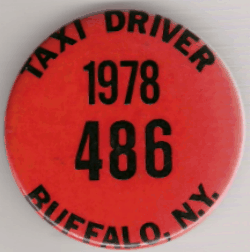 TAXI DRIVER
1978
486
BUFFALO, N.Y.